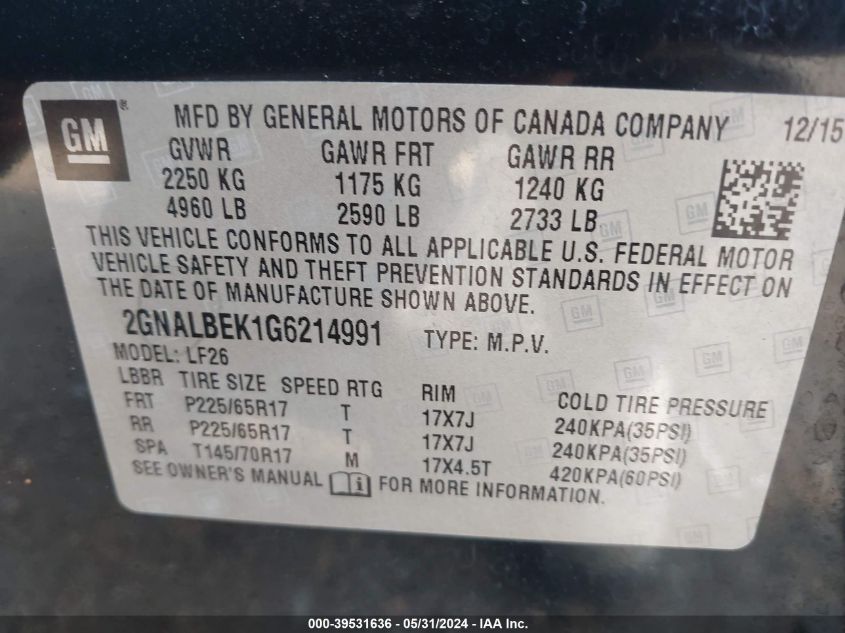 GM ® MFD BY GENERAL MOTORS OF CANADA COMPANY 12/15
GVWR GAWR FRT GAWR RR
2250 KG 1175 KG 1240 KG
4960 LB 2590 LB 2733 LB
THIS VEHICLE CONFORMS TO ALL APPLICABLE U.S. FEDERAL MOTOR
VEHICLE SAFETY AND THEFT PREVENTION STANDARDS IN EFFECT ON
THE DATE OF MANUFACTURE SHOWN ABOVE.
2GNALBEK1G6214991 TYPE: M.P.V.
MODEL: LF26
LBBR TIRE SIZE SPEED RTG RIM COLD TIRE PRESSURE
FRT P225/65R17 T 17X7J 240KPA(35PSI)
RR P225/65R17 T 17X7J 240KPA(35PSI)
SPA T145/70R17 M 17X4.5T 420KPA(60PSI)
SEE OWNER'S MANUAL i FOR MORE INFORMATION.
000-39531636 - 05/31/2024 - IAA Inc.